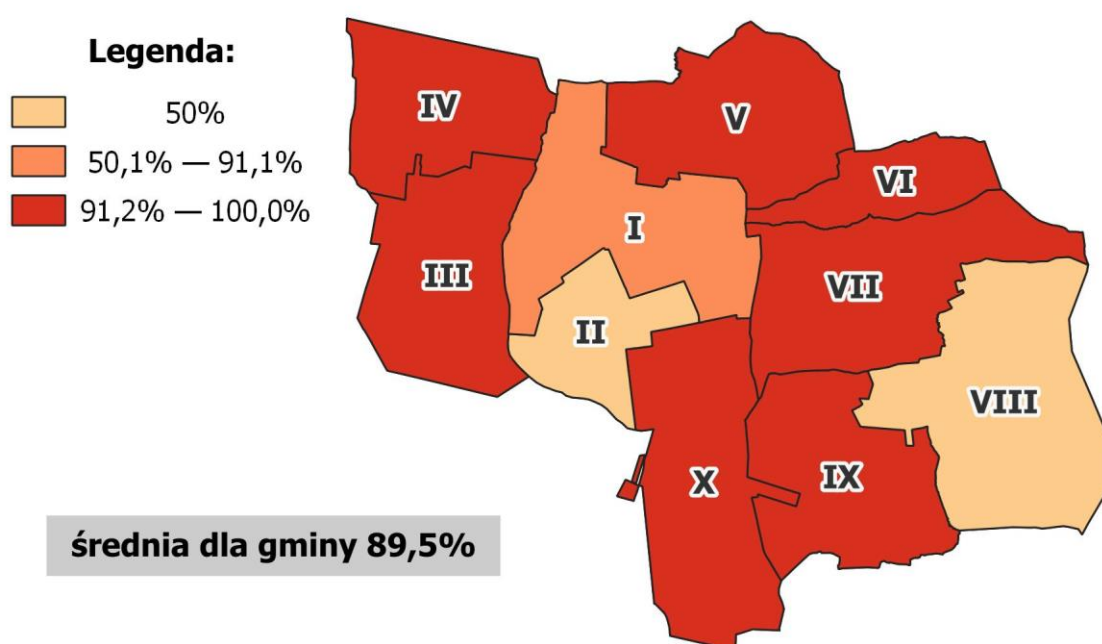 Legenda:
50%
50,1% — 91,1%
91,2% — 100,0%
IV
V
VI
I
III
VII
II
VIII
IX
X
średnia dla gminy 89,5%